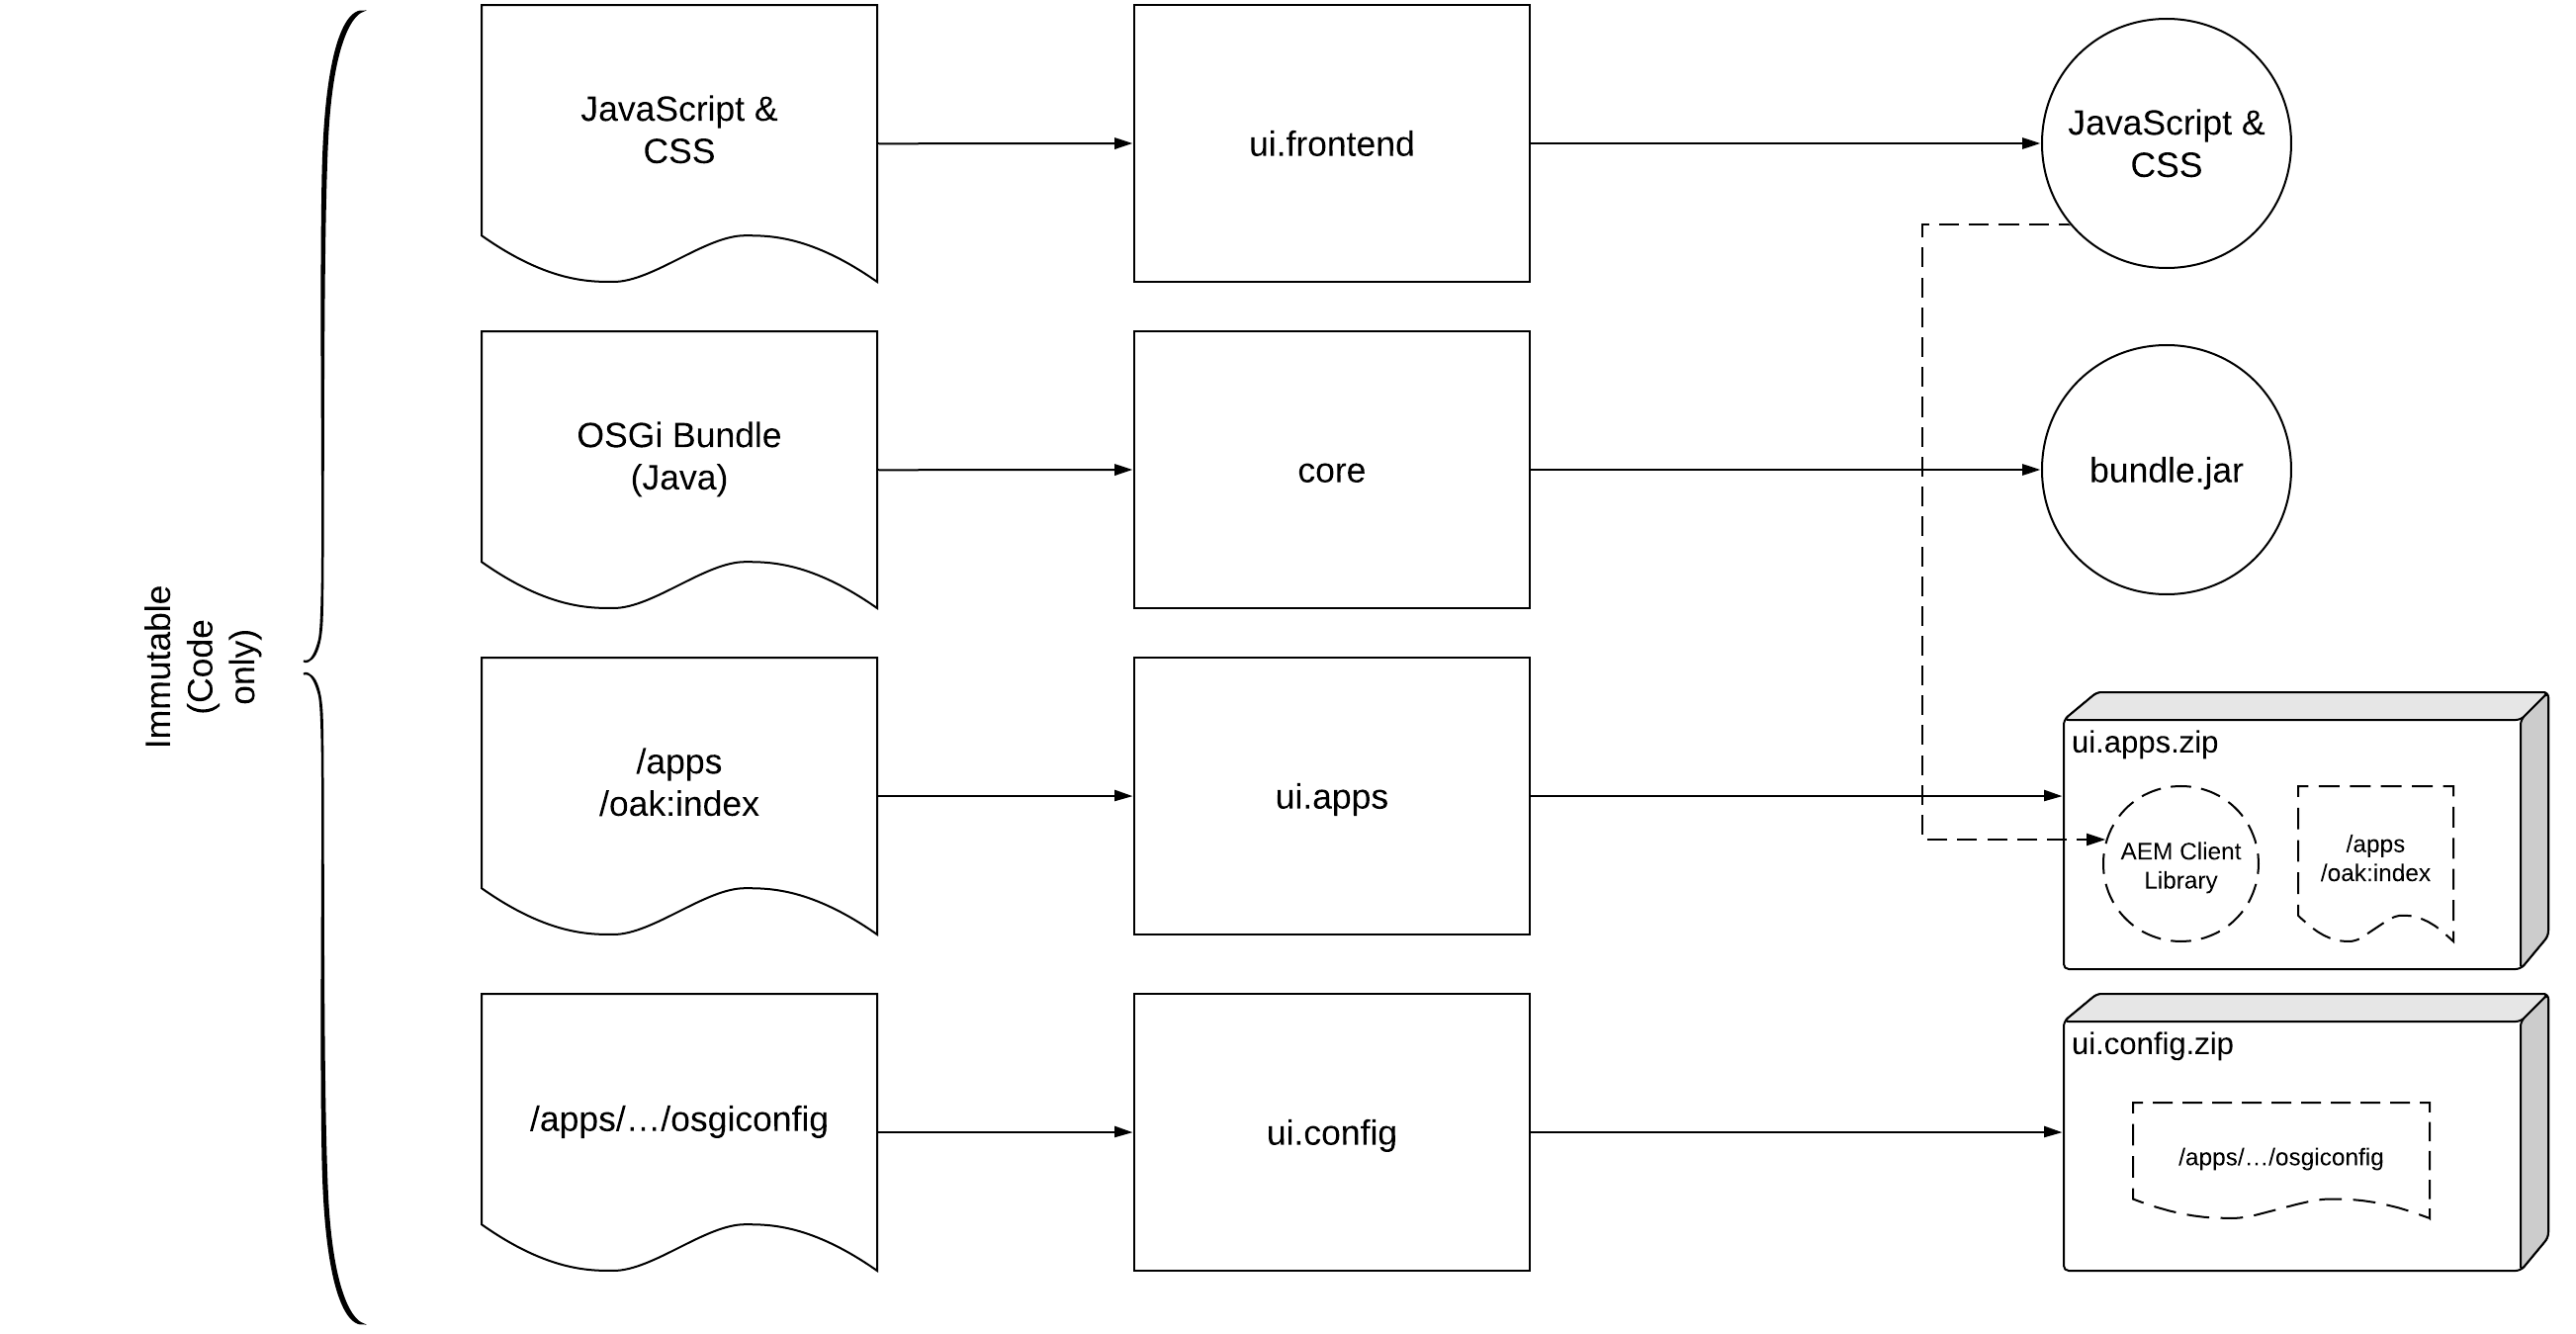 JavaScript &
CSS
ui.frontend
JavaScript &
CSS
OSGi Bundle
(Java)
core
bundle.jar
Immutable
(Code
only)
/apps
/oak:index
ui.apps
ui.apps.zip
AEM Client
Library
/apps
/oak:index
/apps/…/osgiconfig
ui.config
ui.config.zip
/apps/…/osgiconfig